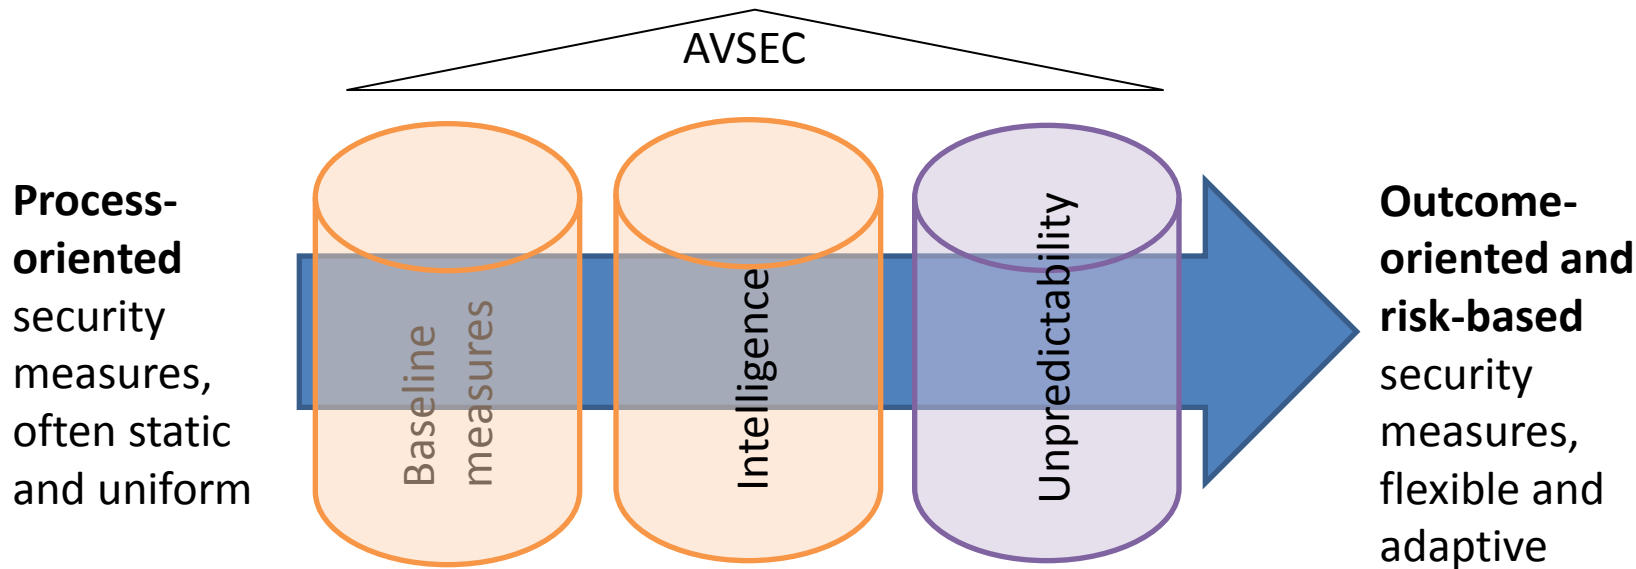 AVSEC
Process-
oriented
security
measures,
often static
and uniform
Baseline
measures
Intelligence
Unpredictability
Outcome-
oriented and
risk-based
security
measures,
flexible and
adaptive